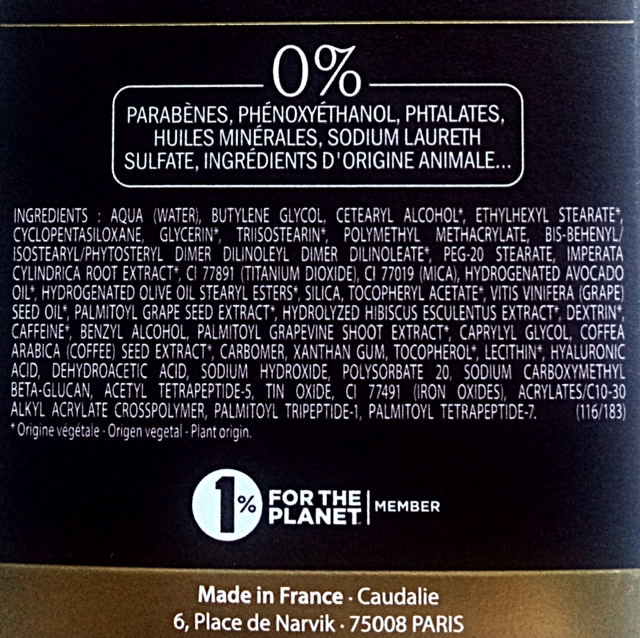 0%
PARABÈNES, PHÉNOXYÉTHANOL, PHTALATES,
HUILES MINÉRALES, SODIUM LAURETH
SULFATE, INGRÉDIENTS D'ORIGINE ANIMALE...
INGREDIENTS : AQUA (WATER), BUTYLENE GLYCOL, CETEARYL ALCOHOL*, ETHYLHEXYL STEARATE*,
CYCLOPENTASILOXANE, GLYCERIN*, TRIISOSTEARIN*, POLYMETHYL METHACRYLATE, BIS-BEHENYL/
ISOSTEARYL/PHYTOSTERYL DIMER DILINOLEYL DIMER DILINOLEATE*, PEG-20 STEARATE, IMPERATA
CYLINDRICA ROOT EXTRACT*, CI 77891 (TITANIUM DIOXIDE), CI 77019 (MICA), HYDROGENATED AVOCADO
OIL*, HYDROGENATED OLIVE OIL STEARYL ESTERS*, SILICA, TOCOPHERYL ACETATE*, VITIS VINIFERA (GRAPE)
SEED OIL*, PALMITOYL GRAPE SEED EXTRACT*, HYDROLYZED HIBISCUS ESCULENTUS EXTRACT*, DEXTRIN*,
CAFFEINE*, BENZYL ALCOHOL, PALMITOYL GRAPEVINE SHOOT EXTRACT*, CAPRYLYL GLYCOL, COFFEA
ARABICA (COFFEE) SEED EXTRACT*, CARBOMER, XANTHAN GUM, TOCOPHEROL*, LECITHIN*, HYALURONIC
ACID, DEHYDROACETIC ACID, SODIUM HYDROXIDE, POLYSORBATE 20, SODIUM CARBOXYMETHYL
BETA-GLUCAN, ACETYL TETRAPEPTIDE-5, TIN OXIDE, CI 77491 (IRON OXIDES), ACRYLATES/C10-30
ALKYL ACRYLATE CROSSPOLYMER, PALMITOYL TRIPEPTIDE-1, PALMITOYL TETRAPEPTIDE-7. (116/183)
* Origine végétale - Origen vegetal - Plant origin.
1% FOR THE
PLANET MEMBER
Made in France · Caudalie
6, Place de Narvik · 75008 PARIS